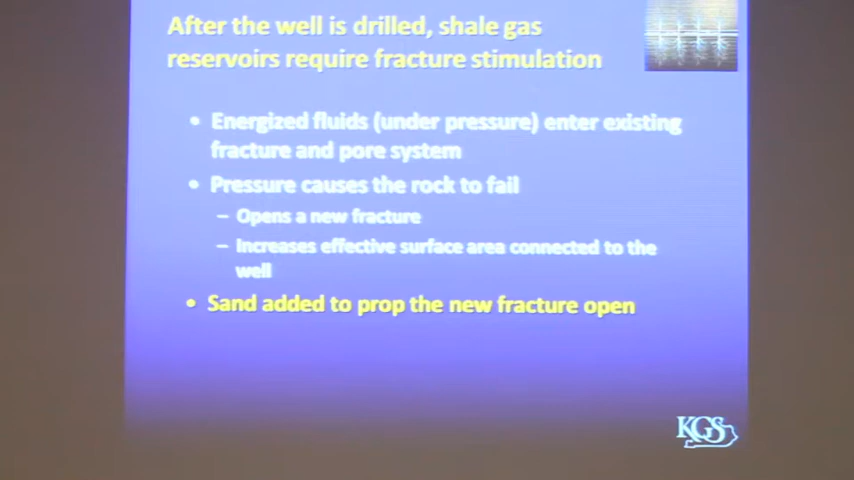 After the well is drilled, shale gas
reservoirs require fracture stimulation
• Energized fluids (under pressure) enter existing
fracture and pore system
• Pressure causes the rock to fail
– Opens a new fracture
– Increases effective surface area connected to the
well
• Sand added to prop the new fracture open
KGS